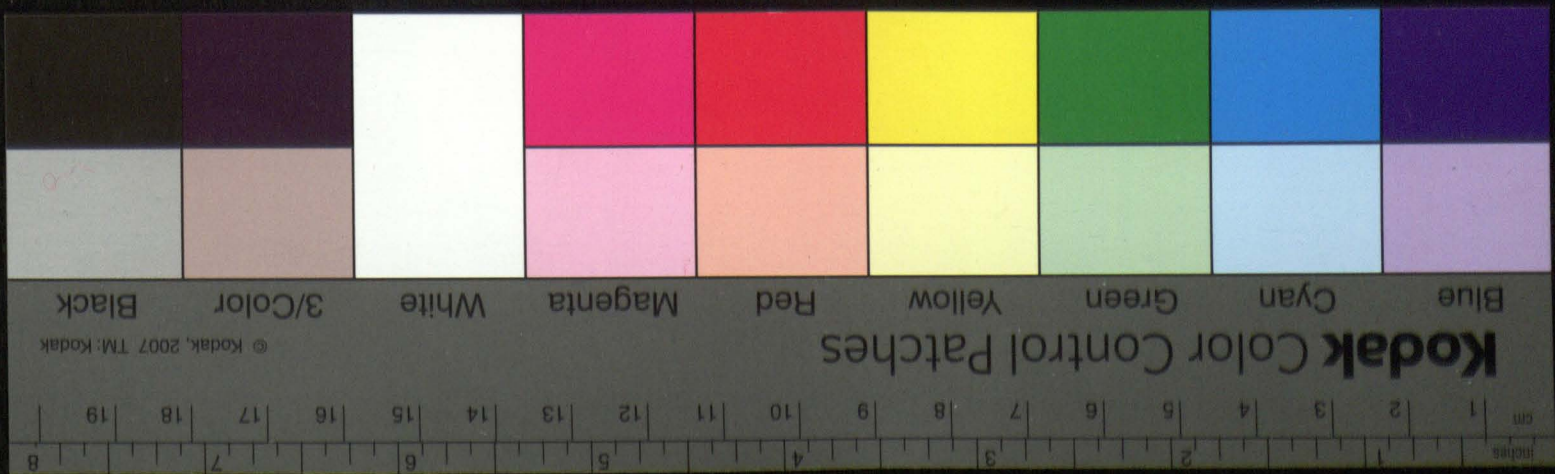 inches 1 2 3 4 5 6 7 8
cm 1 2 3 4 5 6 7 8 9 10 11 12 13 14 15 16 17 18 19
Kodak Color Control Patches © Kodak, 2007 TM: Kodak
Blue Cyan Green Yellow Red Magenta White 3/Color Black